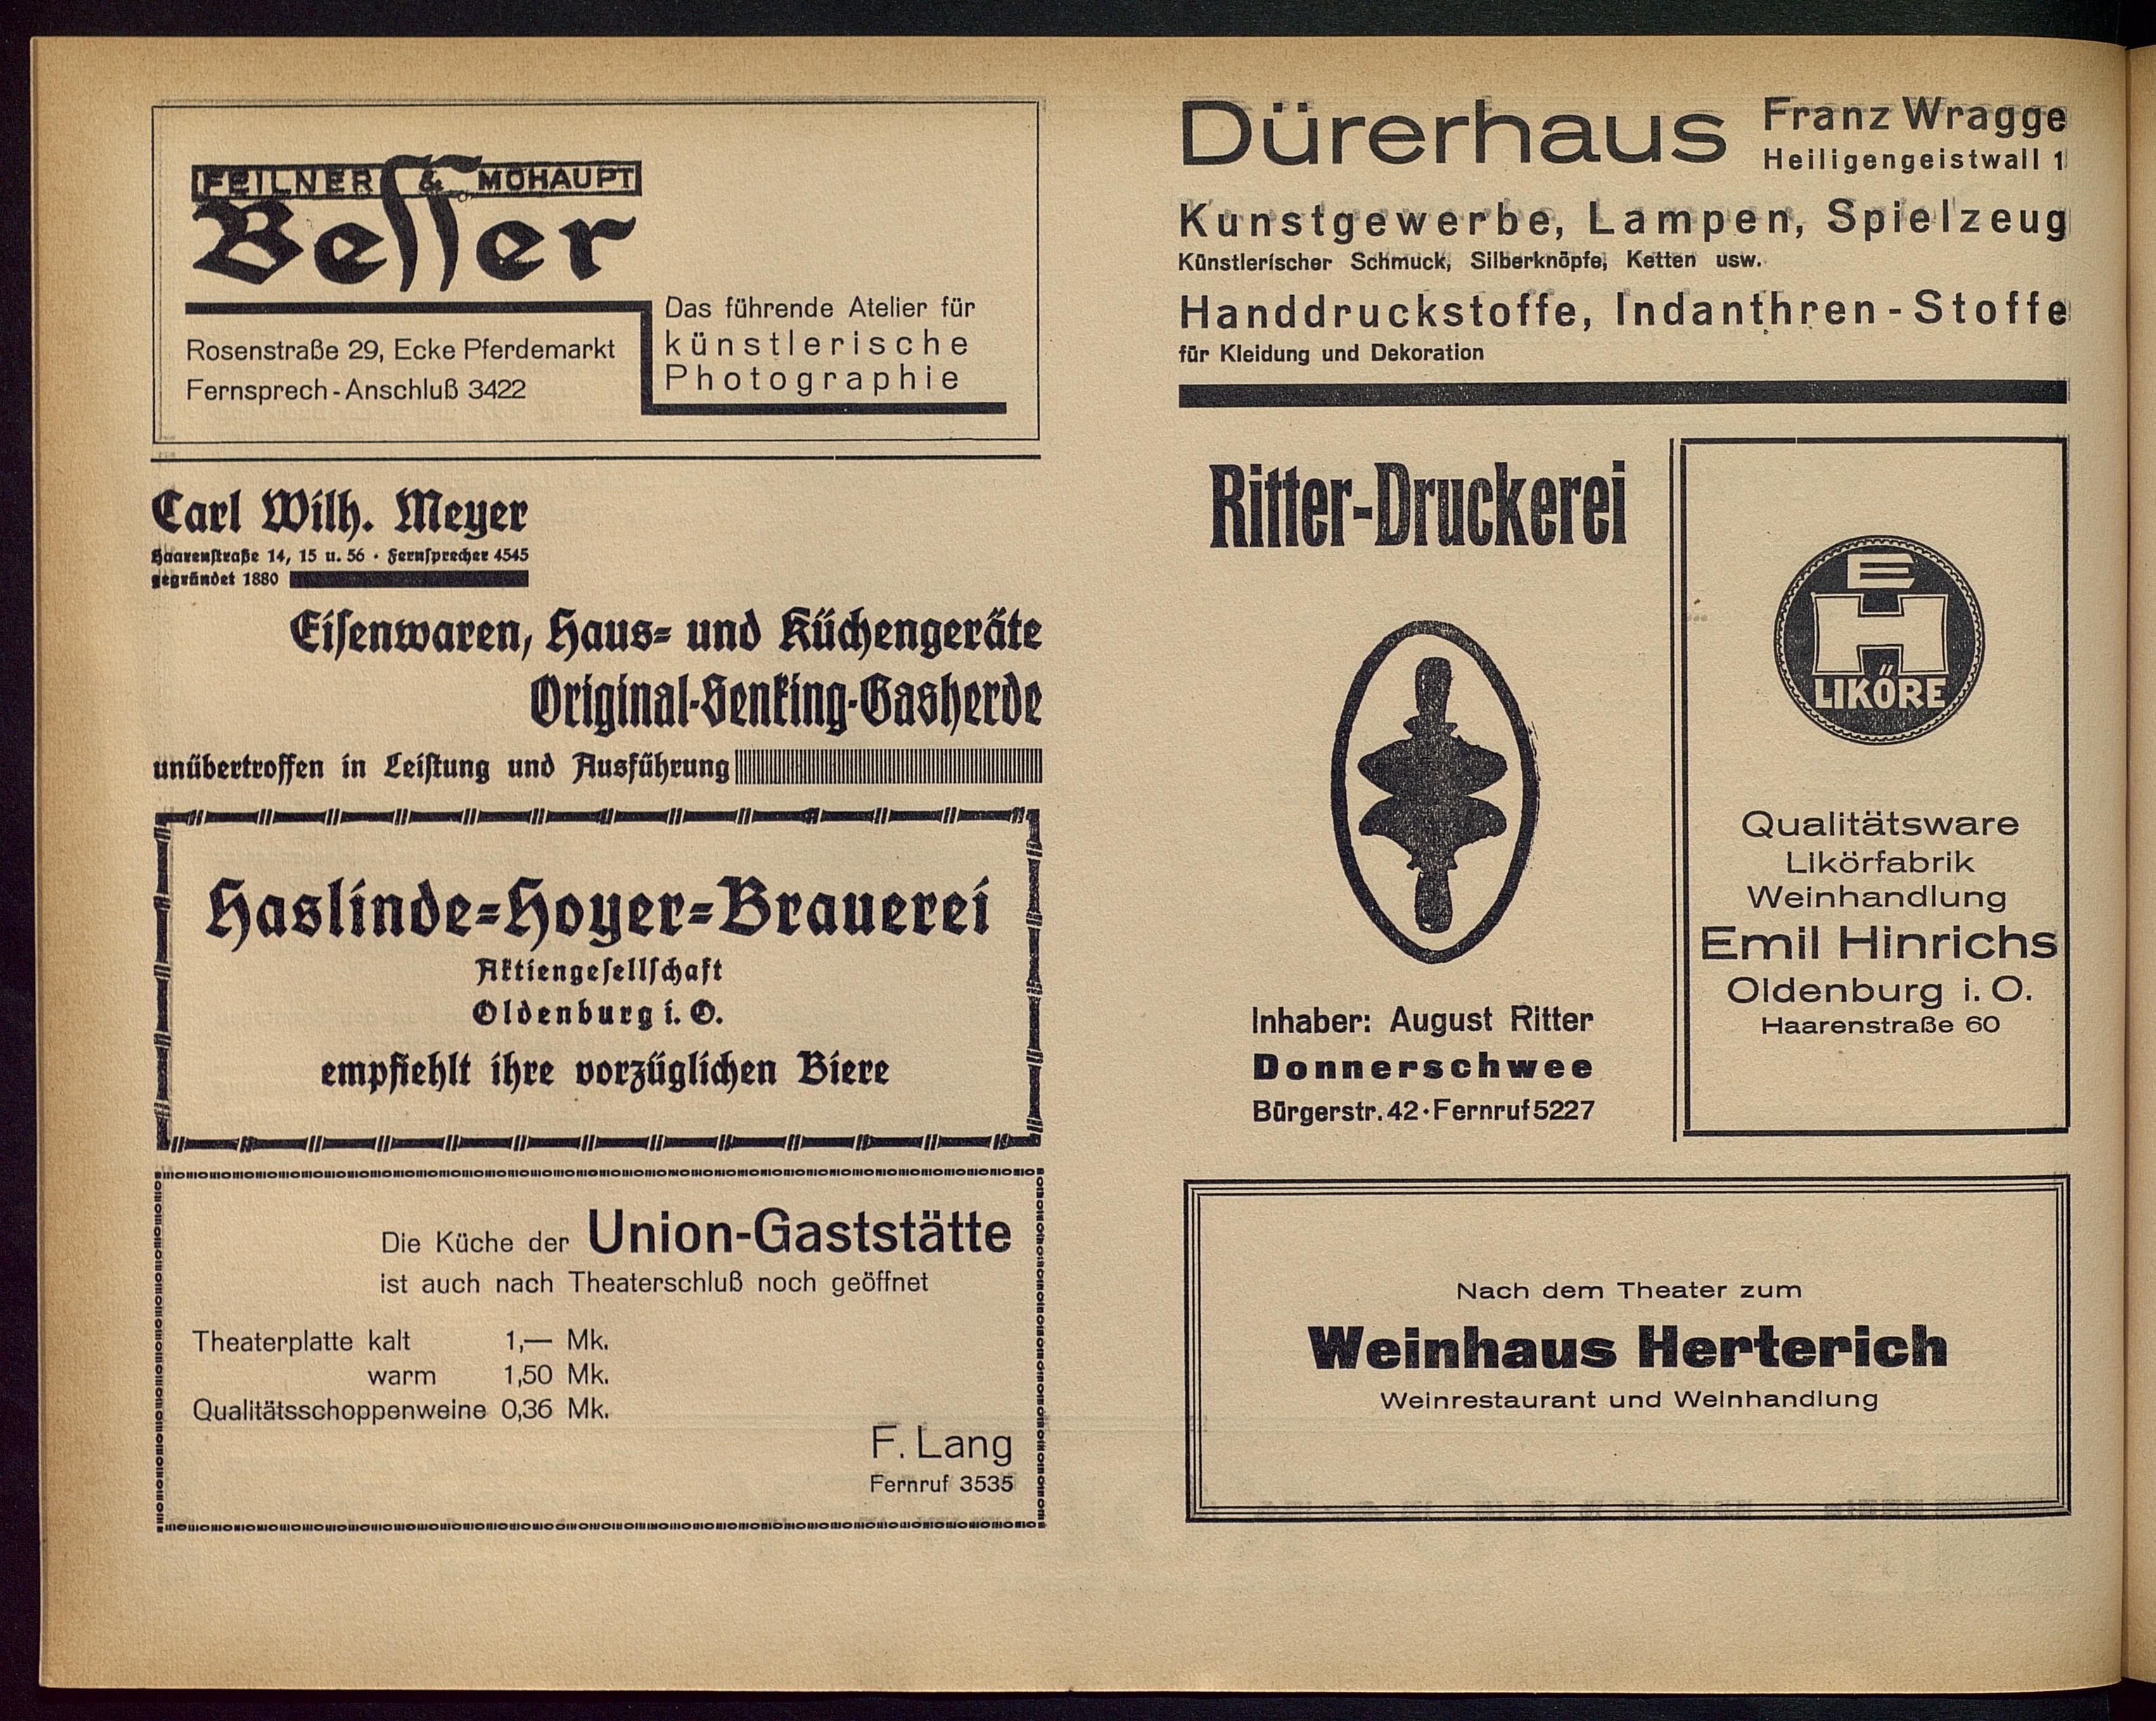 FEILNER & MOHAUPT
Besser
Das führende Atelier für
künstlerische
Photographie
Rosenstraße 29, Ecke Pferdemarkt
Fernsprech-Anschluß 3422
Carl Wilh. Meyer
Haarenstraße 14, 15 u. 56 · Fernsprecher 4545
gegründet 1880
Eisenwaren, Haus- und Küchengeräte
Original-Senking-Gasherde
unübertroffen in Leistung und Ausführung
Haslinde-Hoyer-Brauerei
Aktiengesellschaft
Oldenburg i. O.
empfiehlt ihre vorzüglichen Biere
Die Küche der Union-Gaststätte
ist auch nach Theaterschluß noch geöffnet
Theaterplatte kalt 1,— Mk.
warm 1,50 Mk.
Qualitätsschoppenweine 0,36 Mk.
F. Lang
Fernruf 3535
Dürerhaus Franz Wragge
Heiligengeistwall 1
Kunstgewerbe, Lampen, Spielzeug
Künstlerischer Schmuck, Silberknöpfe, Ketten usw.
Handdruckstoffe, Indanthren-Stoffe
für Kleidung und Dekoration
Ritter-Druckerei
Inhaber: August Ritter
Donnerschwee
Bürgerstr. 42 · Fernruf 5227
E
H
LIKÖRE
Qualitätsware
Likörfabrik
Weinhandlung
Emil Hinrichs
Oldenburg i. O.
Haarenstraße 60
Nach dem Theater zum
Weinhaus Herterich
Weinrestaurant und Weinhandlung